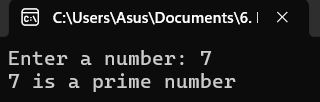 C:\Users\Asus\Documents\6.
Enter a number: 7
7 is a prime number